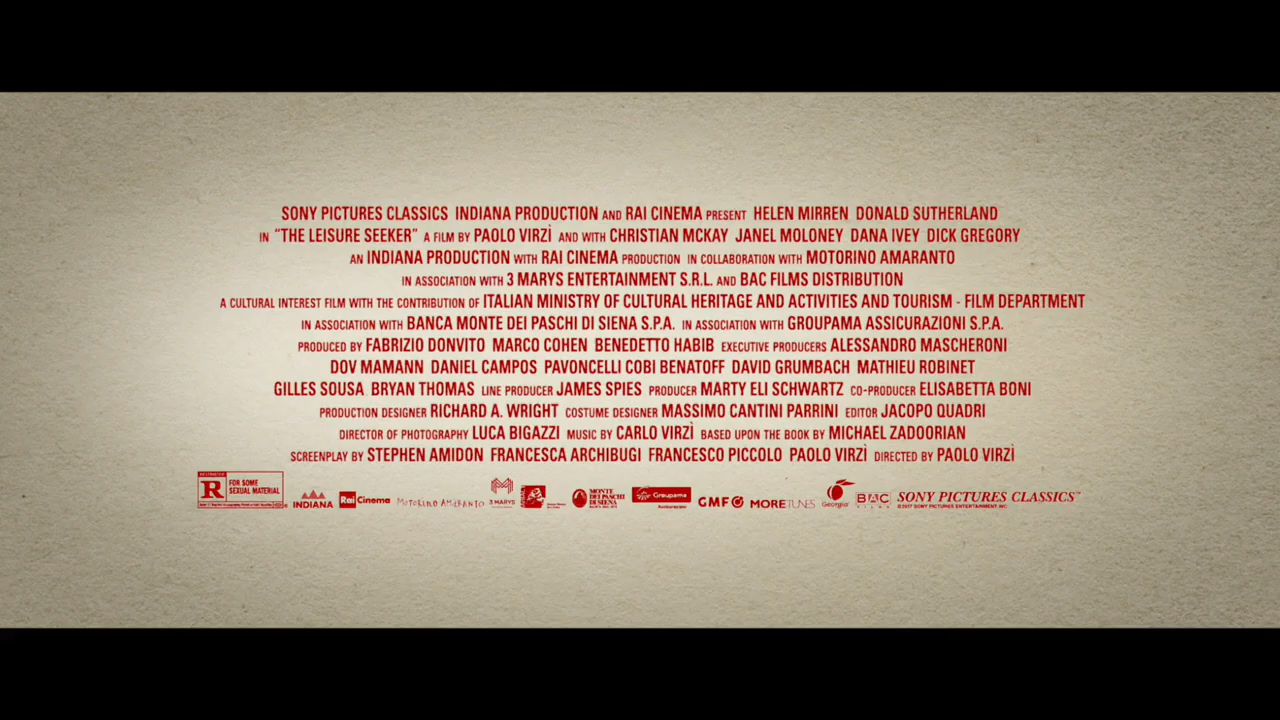 SONY PICTURES CLASSICS INDIANA PRODUCTION AND RAI CINEMA PRESENT HELEN MIRREN DONALD SUTHERLAND
IN "THE LEISURE SEEKER" A FILM BY PAOLO VIRZÌ AND WITH CHRISTIAN MCKAY JANEL MOLONEY DANA IVEY DICK GREGORY
AN INDIANA PRODUCTION WITH RAI CINEMA PRODUCTION IN COLLABORATION WITH MOTORINO AMARANTO
IN ASSOCIATION WITH 3 MARYS ENTERTAINMENT S.R.L. AND BAC FILMS DISTRIBUTION
A CULTURAL INTEREST FILM WITH THE CONTRIBUTION OF ITALIAN MINISTRY OF CULTURAL HERITAGE AND ACTIVITIES AND TOURISM - FILM DEPARTMENT
IN ASSOCIATION WITH BANCA MONTE DEI PASCHI DI SIENA S.P.A. IN ASSOCIATION WITH GROUPAMA ASSICURAZIONI S.P.A.
PRODUCED BY FABRIZIO DONVITO MARCO COHEN BENEDETTO HABIB EXECUTIVE PRODUCERS ALESSANDRO MASCHERONI
DOV MAMANN DANIEL CAMPOS PAVONCELLI COBI BENATOFF DAVID GRUMBACH MATHIEU ROBINET
GILLES SOUSA BRYAN THOMAS LINE PRODUCER JAMES SPIES PRODUCER MARTY ELI SCHWARTZ CO-PRODUCER ELISABETTA BONI
PRODUCTION DESIGNER RICHARD A. WRIGHT COSTUME DESIGNER MASSIMO CANTINI PARRINI EDITOR JACOPO QUADRI
DIRECTOR OF PHOTOGRAPHY LUCA BIGAZZI MUSIC BY CARLO VIRZÌ BASED UPON THE BOOK BY MICHAEL ZADOORIAN
SCREENPLAY BY STEPHEN AMIDON FRANCESCA ARCHIBUGI FRANCESCO PICCOLO PAOLO VIRZÌ DIRECTED BY PAOLO VIRZÌ
RESTRICTED
R FOR SOME SEXUAL MATERIAL
INDIANA Rai Cinema MOTORINO AMARANTO 3 MARYS MONTE DEI PASCHI DI SIENA Groupama GMF MORETUNES Georgia BAC FILMS SONY PICTURES CLASSICS™
©2017 SONY PICTURES ENTERTAINMENT INC.